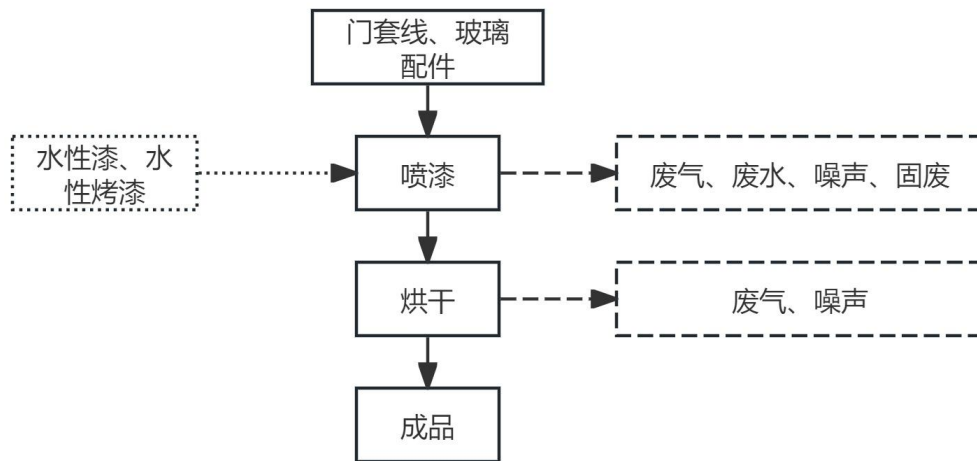 门套线、玻璃
配件
水性漆、水
性烤漆
喷漆
废气、废水、噪声、固废
烘干
废气、噪声
成品